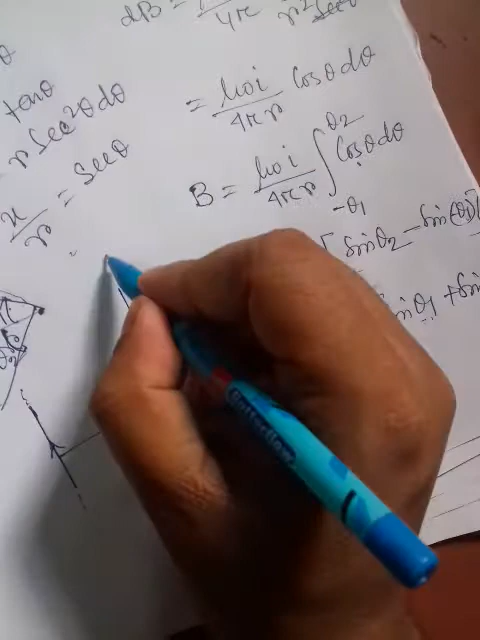 dB =
4π r² secθ
θ
tanθ
r sec²θ dθ
x/r = secθ
= μ₀i/4πr cosθ dθ
B = μ₀i/4πr ∫_{-θ₁}^{θ₂} cosθ dθ
[sinθ₂ − sin(θ₁)]
sinθ₁ + sin
Butterflow